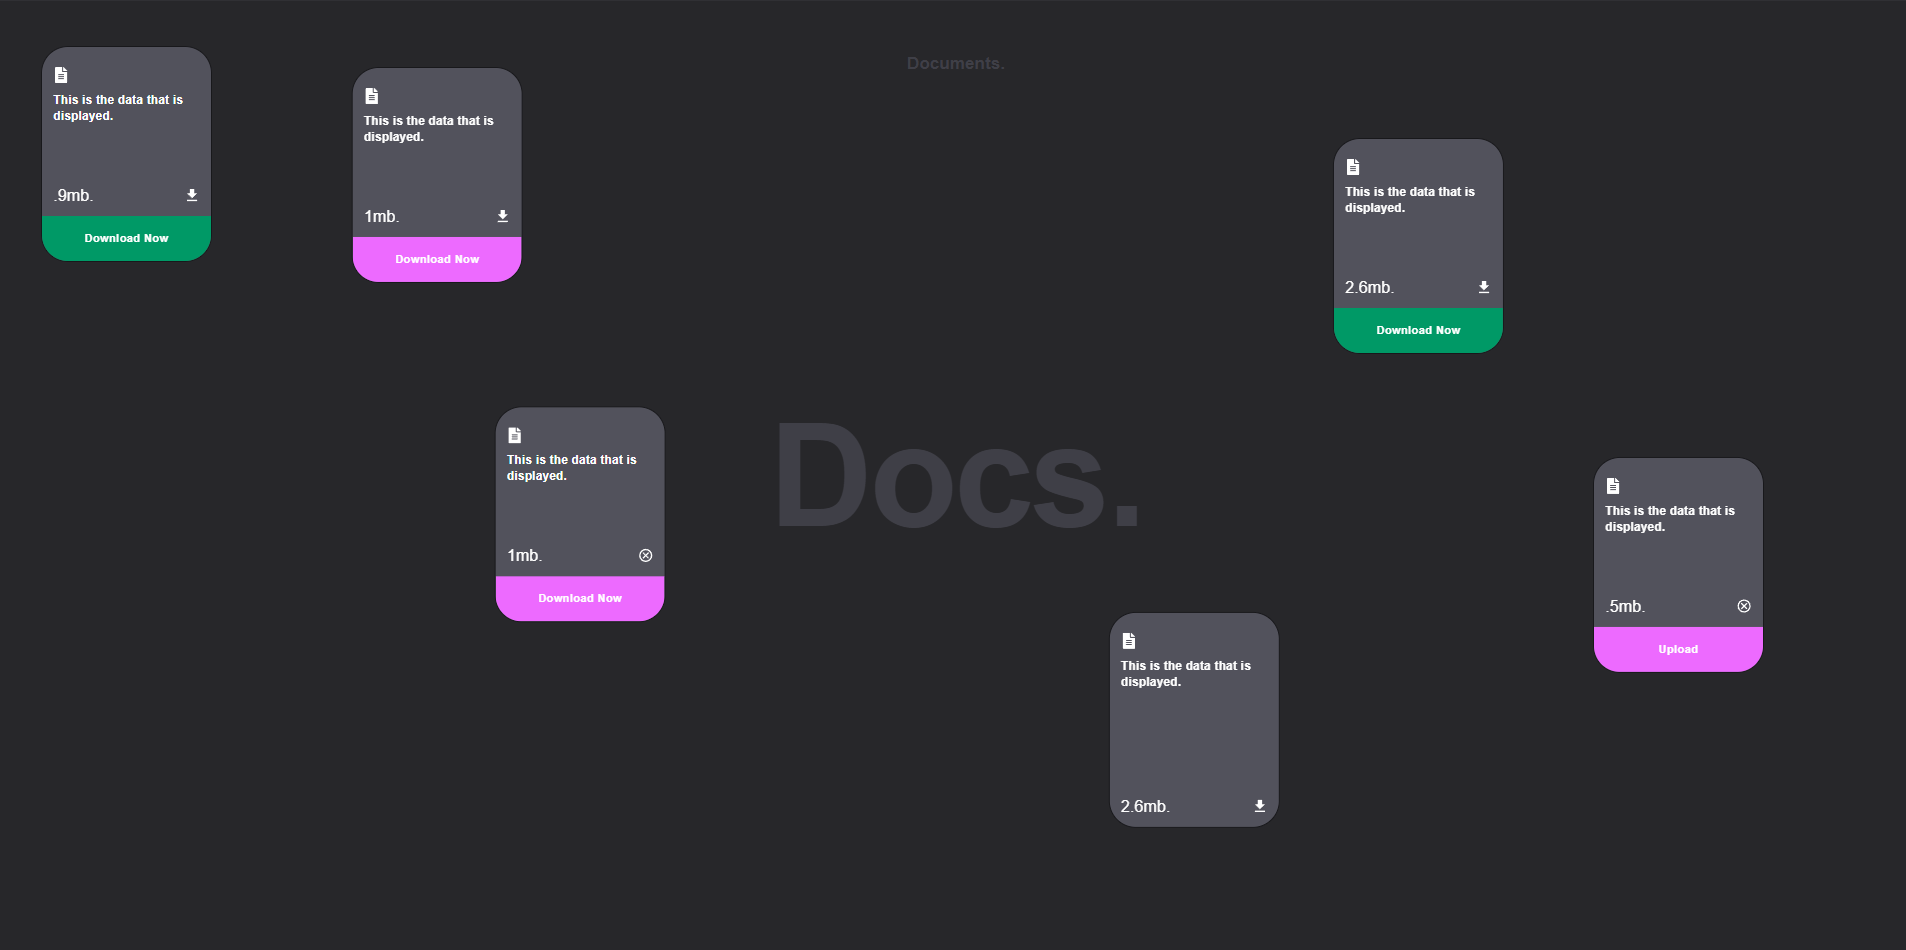 Documents.
This is the data that is
displayed.
.9mb.
Download Now
This is the data that is
displayed.
1mb.
Download Now
This is the data that is
displayed.
2.6mb.
Download Now
This is the data that is
displayed.
1mb.
Download Now
Docs.
This is the data that is
displayed.
.5mb.
Upload
This is the data that is
displayed.
2.6mb.